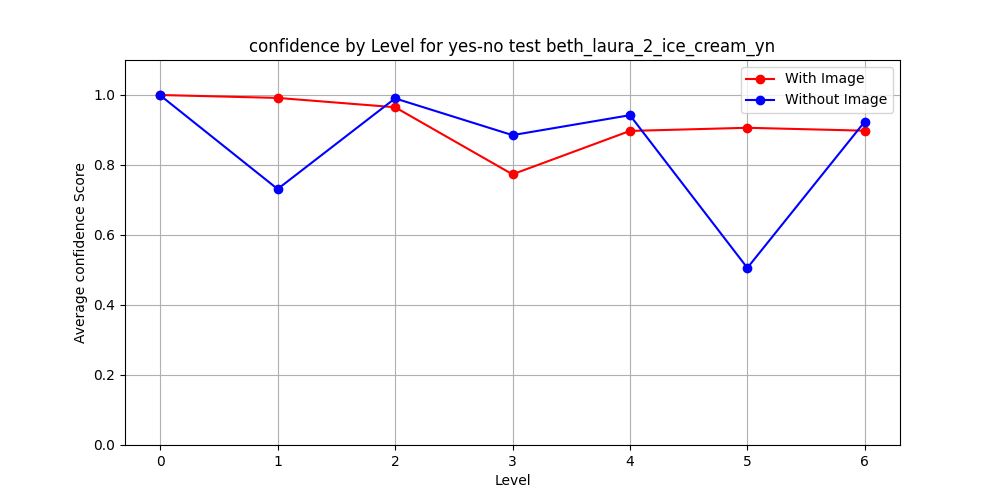 confidence by Level for yes-no test beth_laura_2_ice_cream_yn
With Image
Without Image
Average confidence Score
1.0
0.8
0.6
0.4
0.2
0.0
0 1 2 3 4 5 6
Level